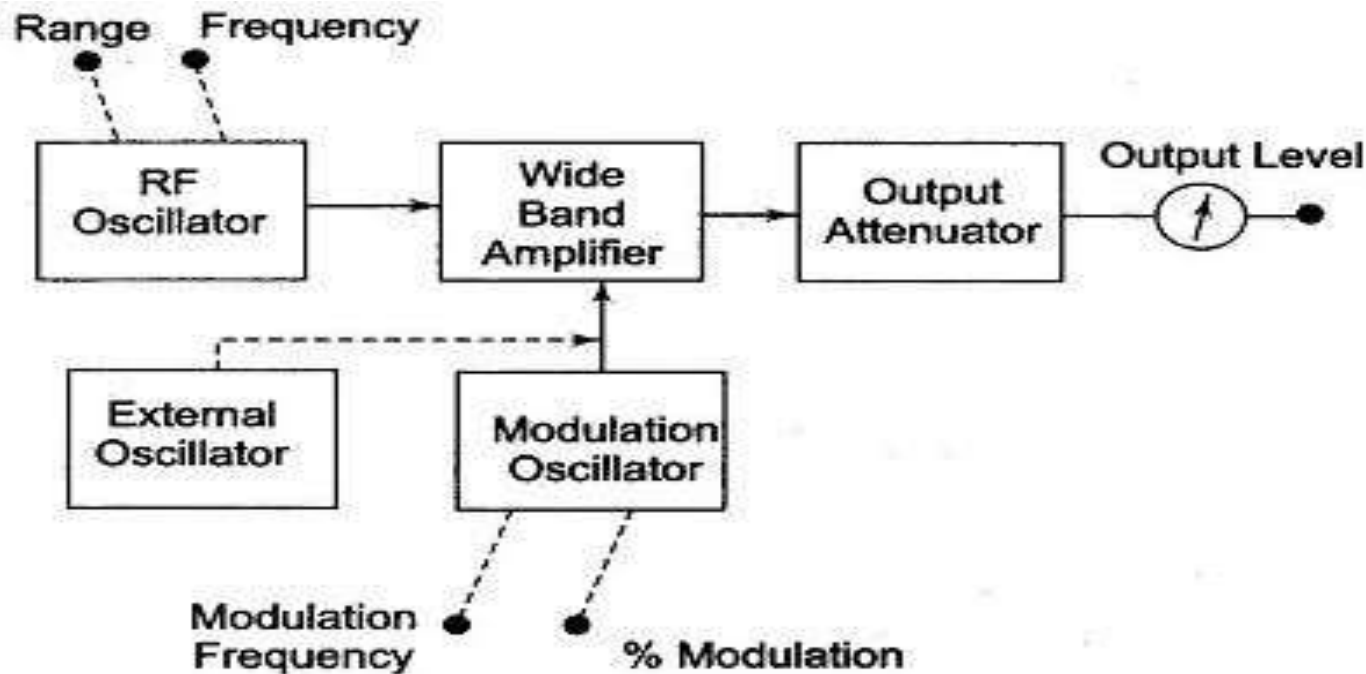 Range
Frequency
RF
Oscillator
Wide
Band
Amplifier
Output
Attenuator
Output Level
External
Oscillator
Modulation
Oscillator
Modulation
Frequency
% Modulation